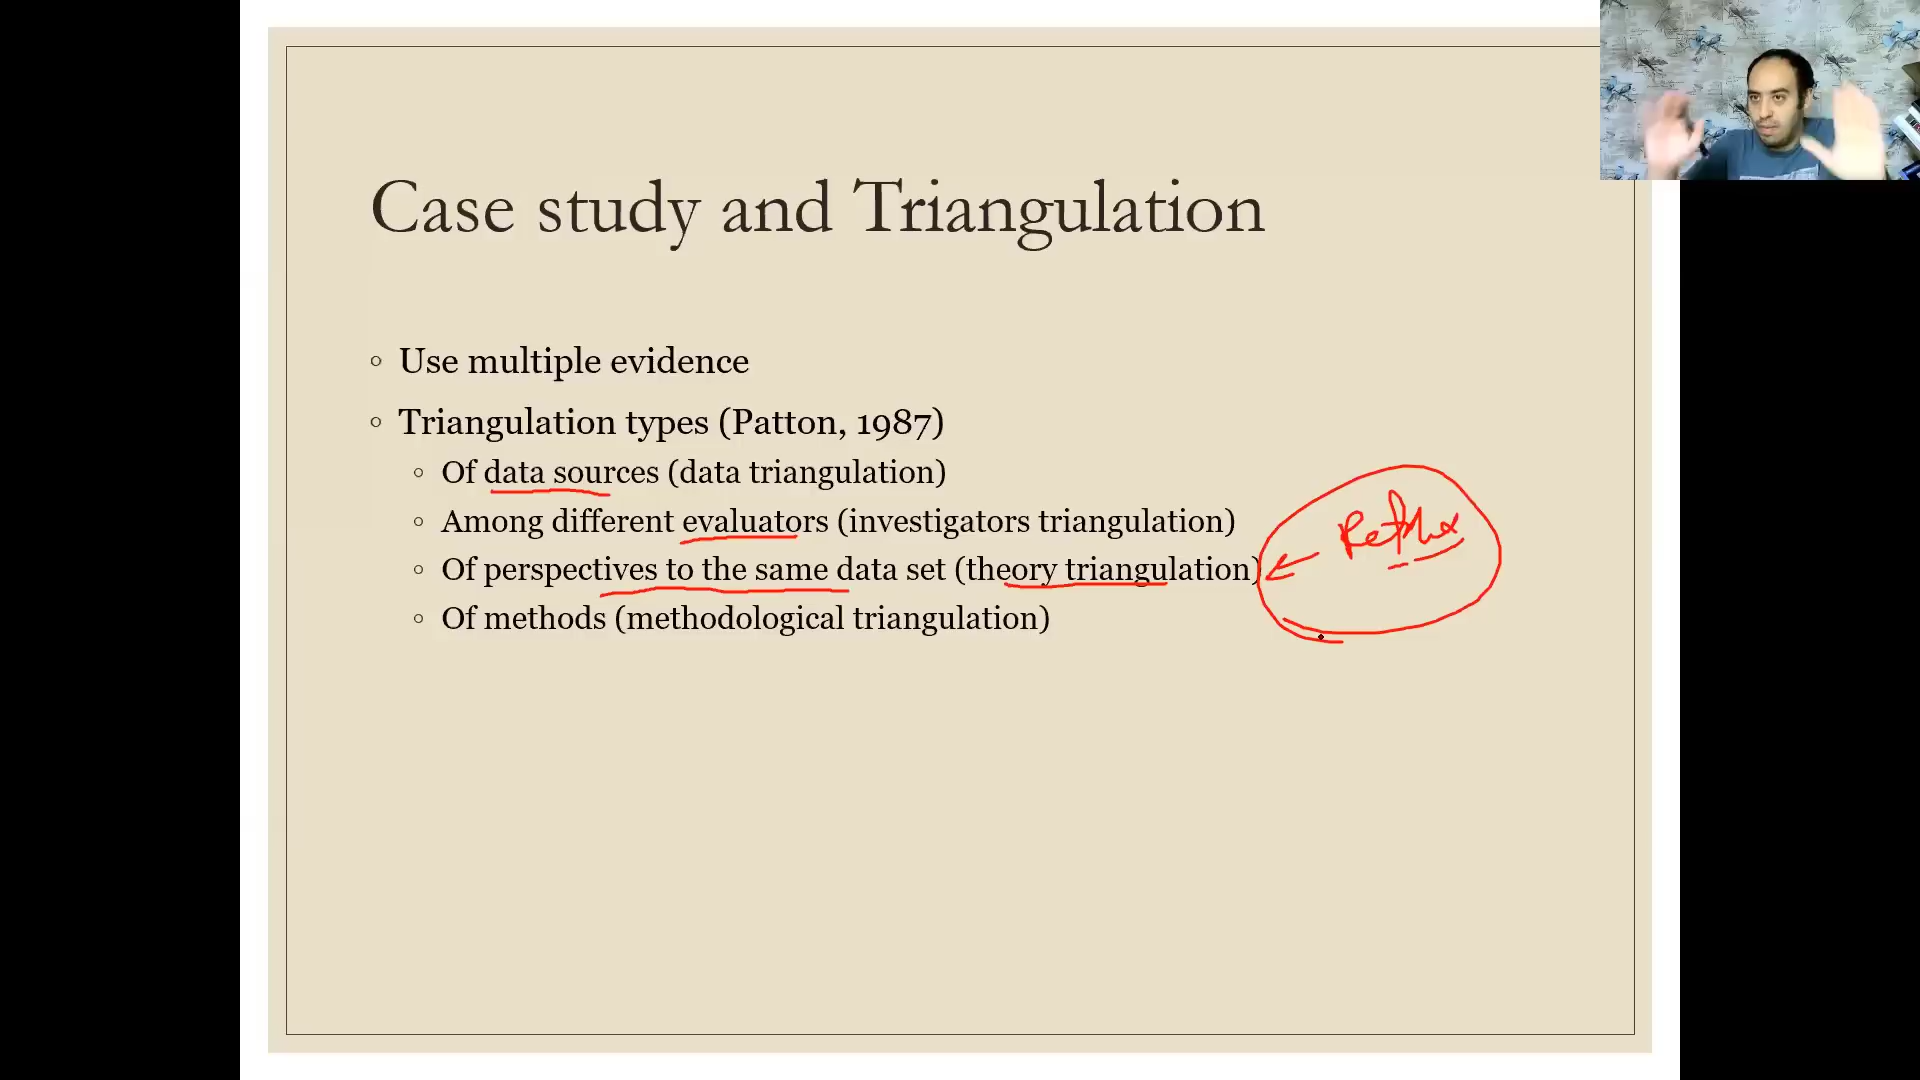 Case study and Triangulation
◦ Use multiple evidence
◦ Triangulation types (Patton, 1987)
◦ Of data sources (data triangulation)
◦ Among different evaluators (investigators triangulation)
◦ Of perspectives to the same data set (theory triangulation)
◦ Of methods (methodological triangulation)